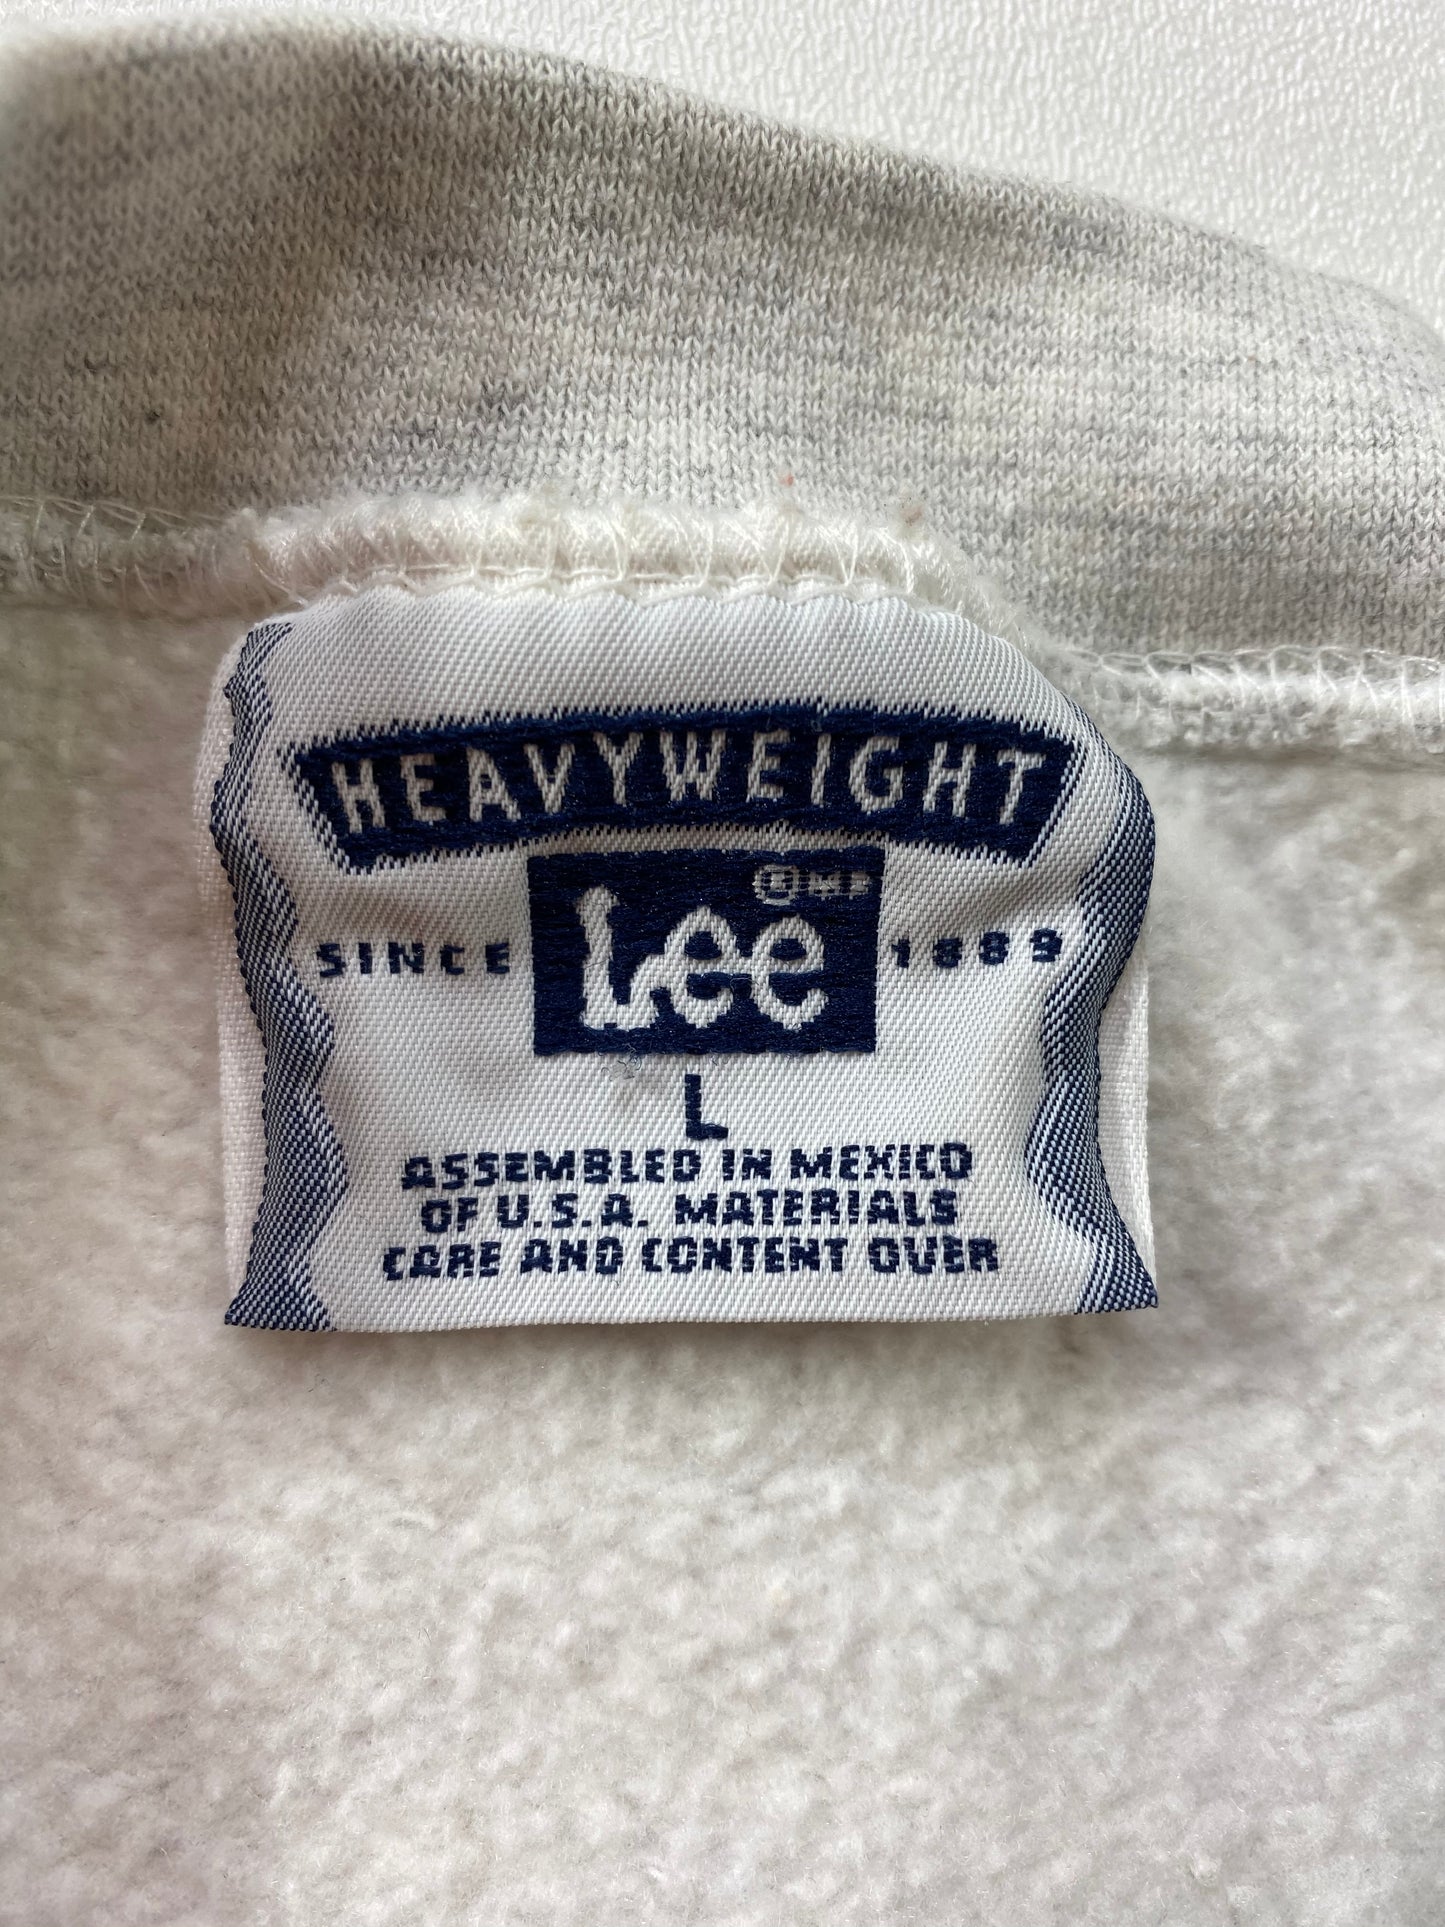 HEAVYWEIGHT
® M.R.
SINCE Lee 1889
L
ASSEMBLED IN MEXICO
OF U.S.A. MATERIALS
CARE AND CONTENT OVER